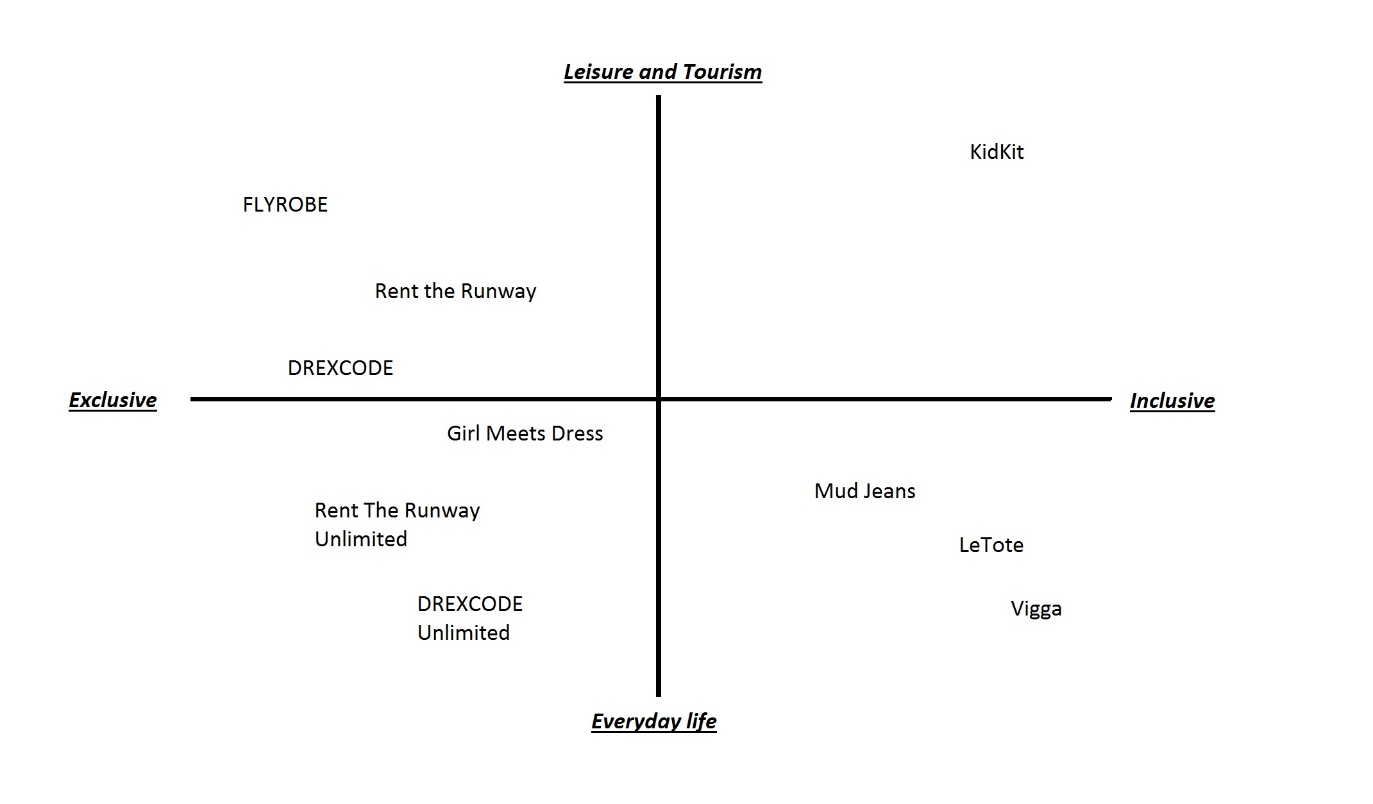 Leisure and Tourism
KidKit
FLYROBE
Rent the Runway
DREXCODE
Exclusive
Inclusive
Girl Meets Dress
Mud Jeans
Rent The Runway
Unlimited
LeTote
DREXCODE
Unlimited
Vigga
Everyday life